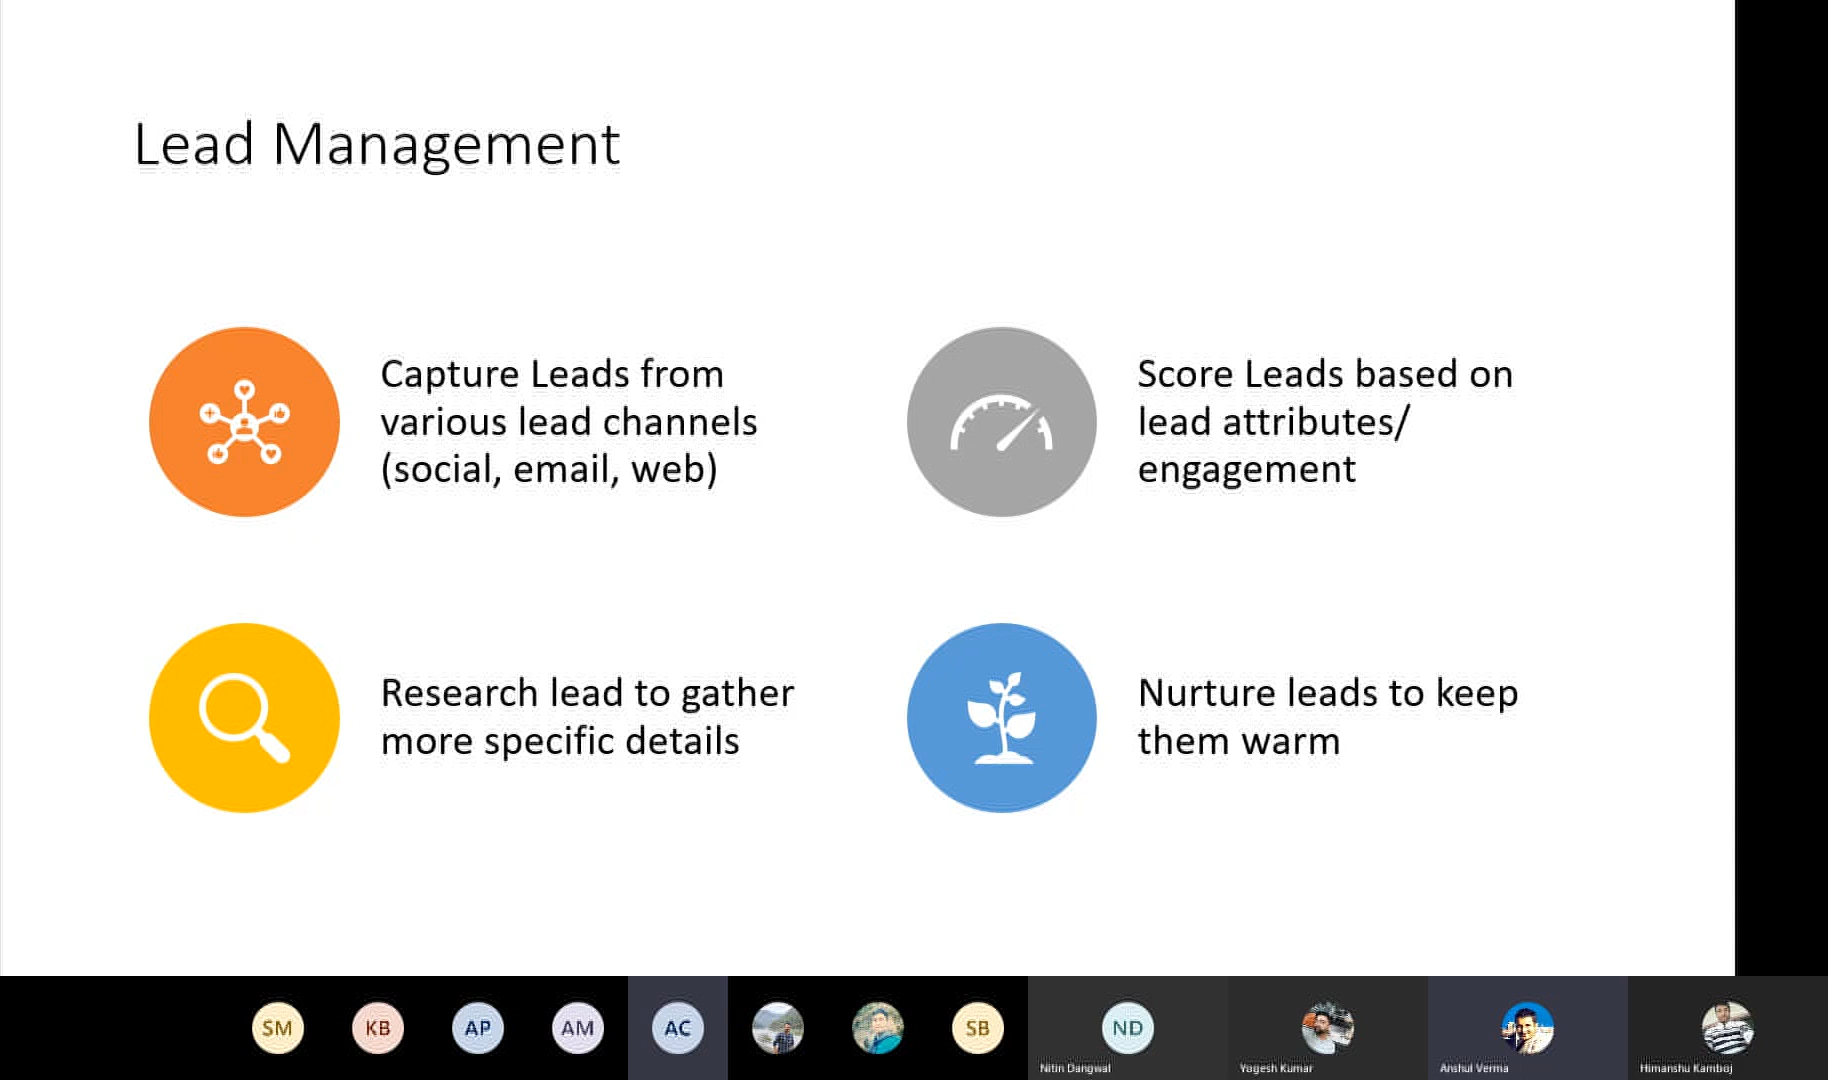 Lead Management
Capture Leads from
various lead channels
(social, email, web)
Score Leads based on
lead attributes/
engagement
Research lead to gather
more specific details
Nurture leads to keep
them warm
SM
KB
AP
AM
AC
SB
ND
Nitin Dangwal
Yogesh Kumar
Anshul Verma
Himanshu Kamboj